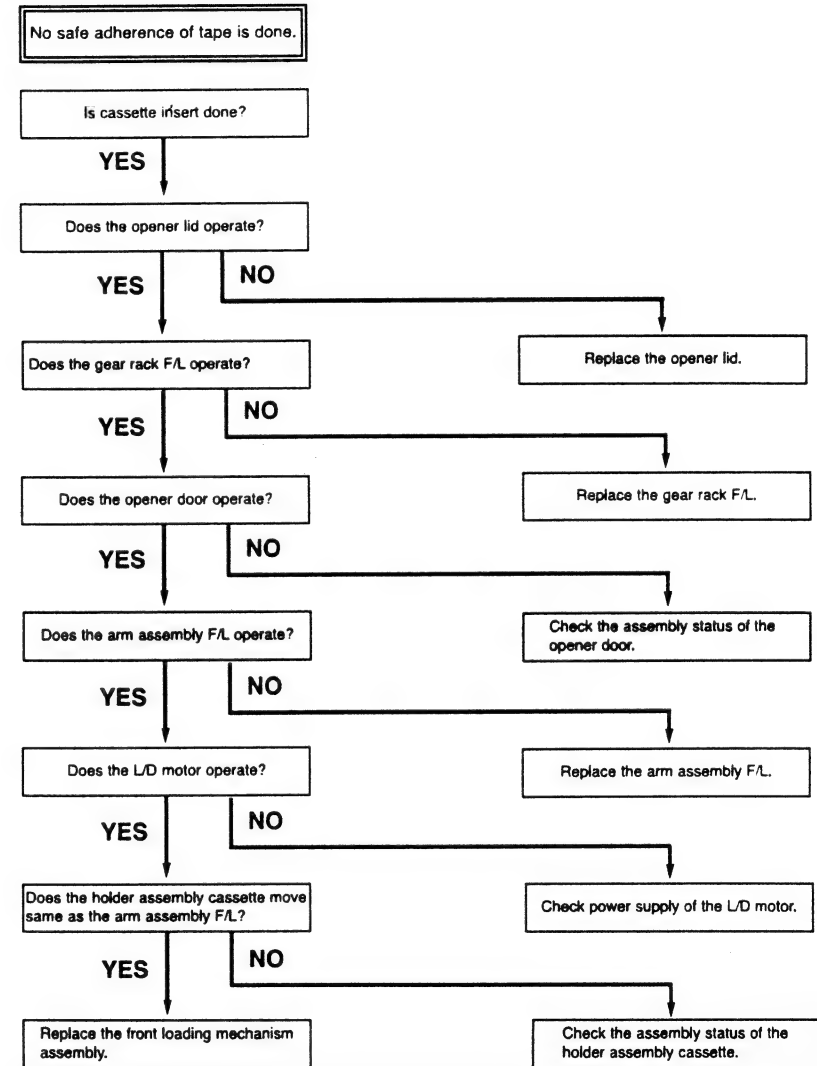 No safe adherence of tape is done.
Is cassette insert done?
YES
Does the opener lid operate?
YES
NO
Does the gear rack F/L operate?
Replace the opener lid.
YES
NO
Does the opener door operate?
Replace the gear rack F/L.
YES
NO
Does the arm assembly F/L operate?
Check the assembly status of the
opener door.
YES
NO
Does the L/D motor operate?
Replace the arm assembly F/L.
YES
NO
Does the holder assembly cassette move
same as the arm assembly F/L?
Check power supply of the L/D motor.
YES
NO
Replace the front loading mechanism
assembly.
Check the assembly status of the
holder assembly cassette.